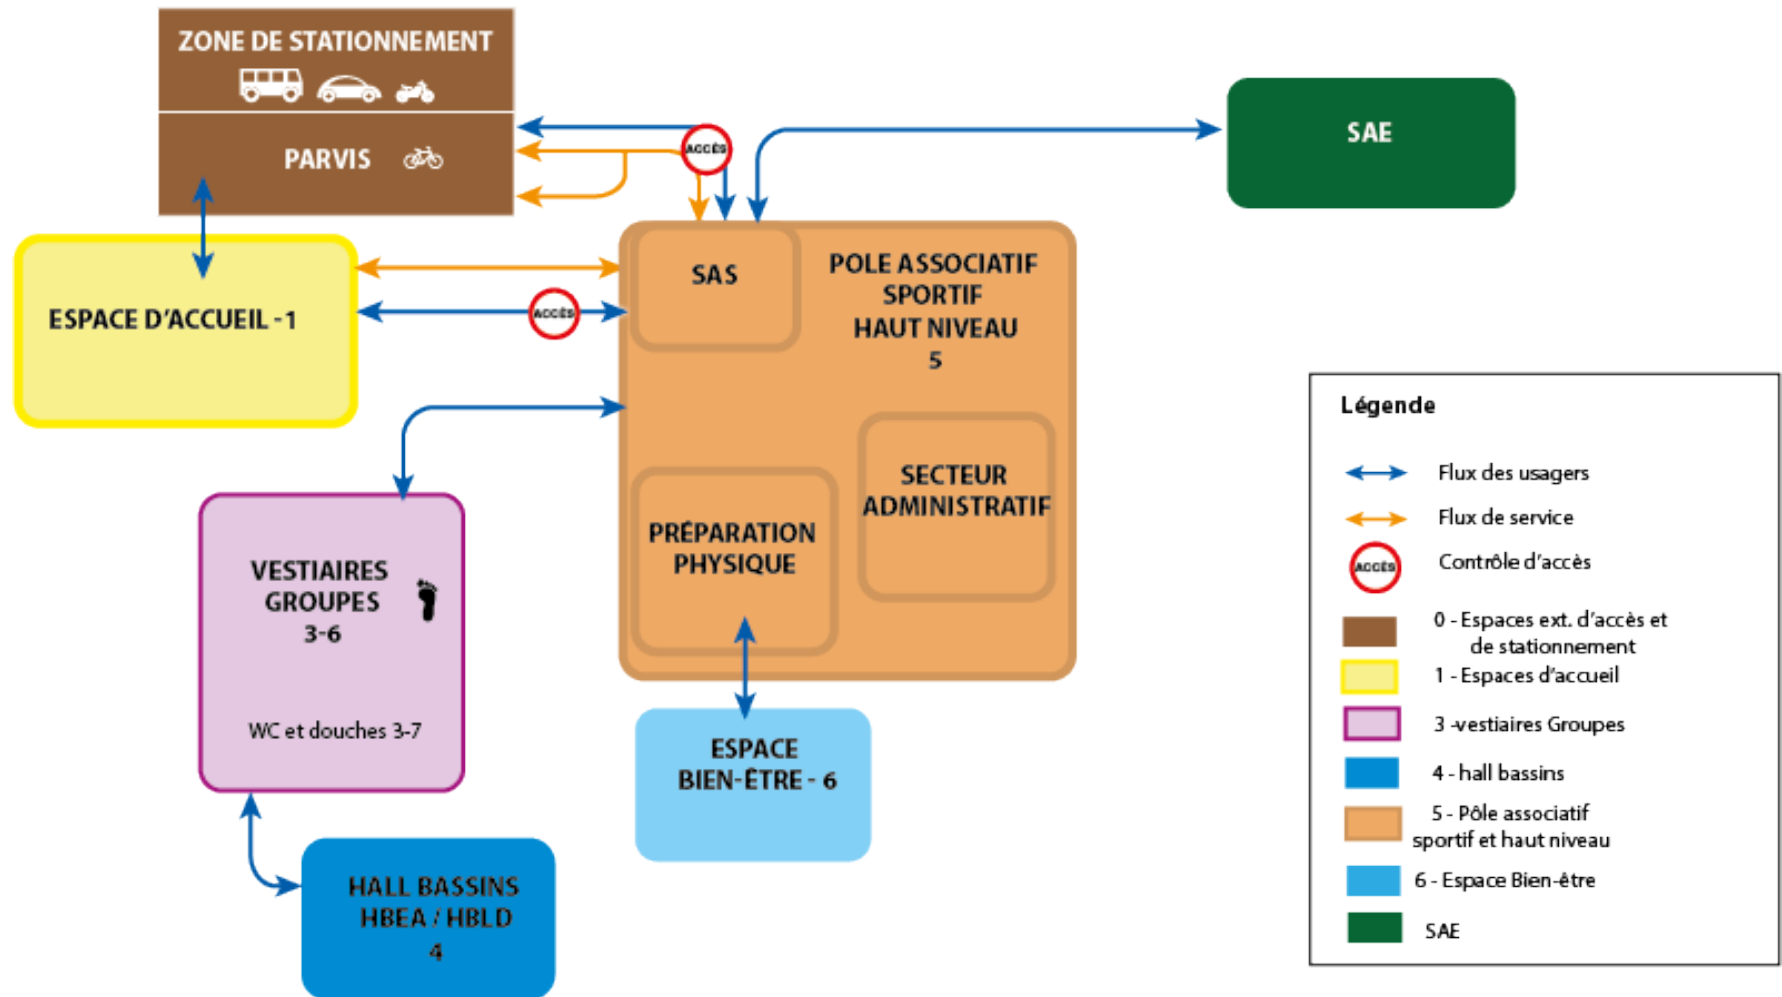 ZONE DE STATIONNEMENT
PARVIS
ACCÈS
SAE
ESPACE D'ACCUEIL - 1
ACCÈS
SAS
POLE ASSOCIATIF
SPORTIF
HAUT NIVEAU
5
SECTEUR
ADMINISTRATIF
PRÉPARATION
PHYSIQUE
VESTIAIRES
GROUPES
3-6
WC et douches 3-7
ESPACE
BIEN-ÊTRE - 6
HALL BASSINS
HBEA / HBLD
4
Légende
Flux des usagers
Flux de service
ACCÈS
Contrôle d'accès
0 - Espaces ext. d'accès et
de stationnement
1 - Espaces d'accueil
3 -vestiaires Groupes
4 - hall bassins
5 - Pôle associatif
sportif et haut niveau
6 - Espace Bien-être
SAE